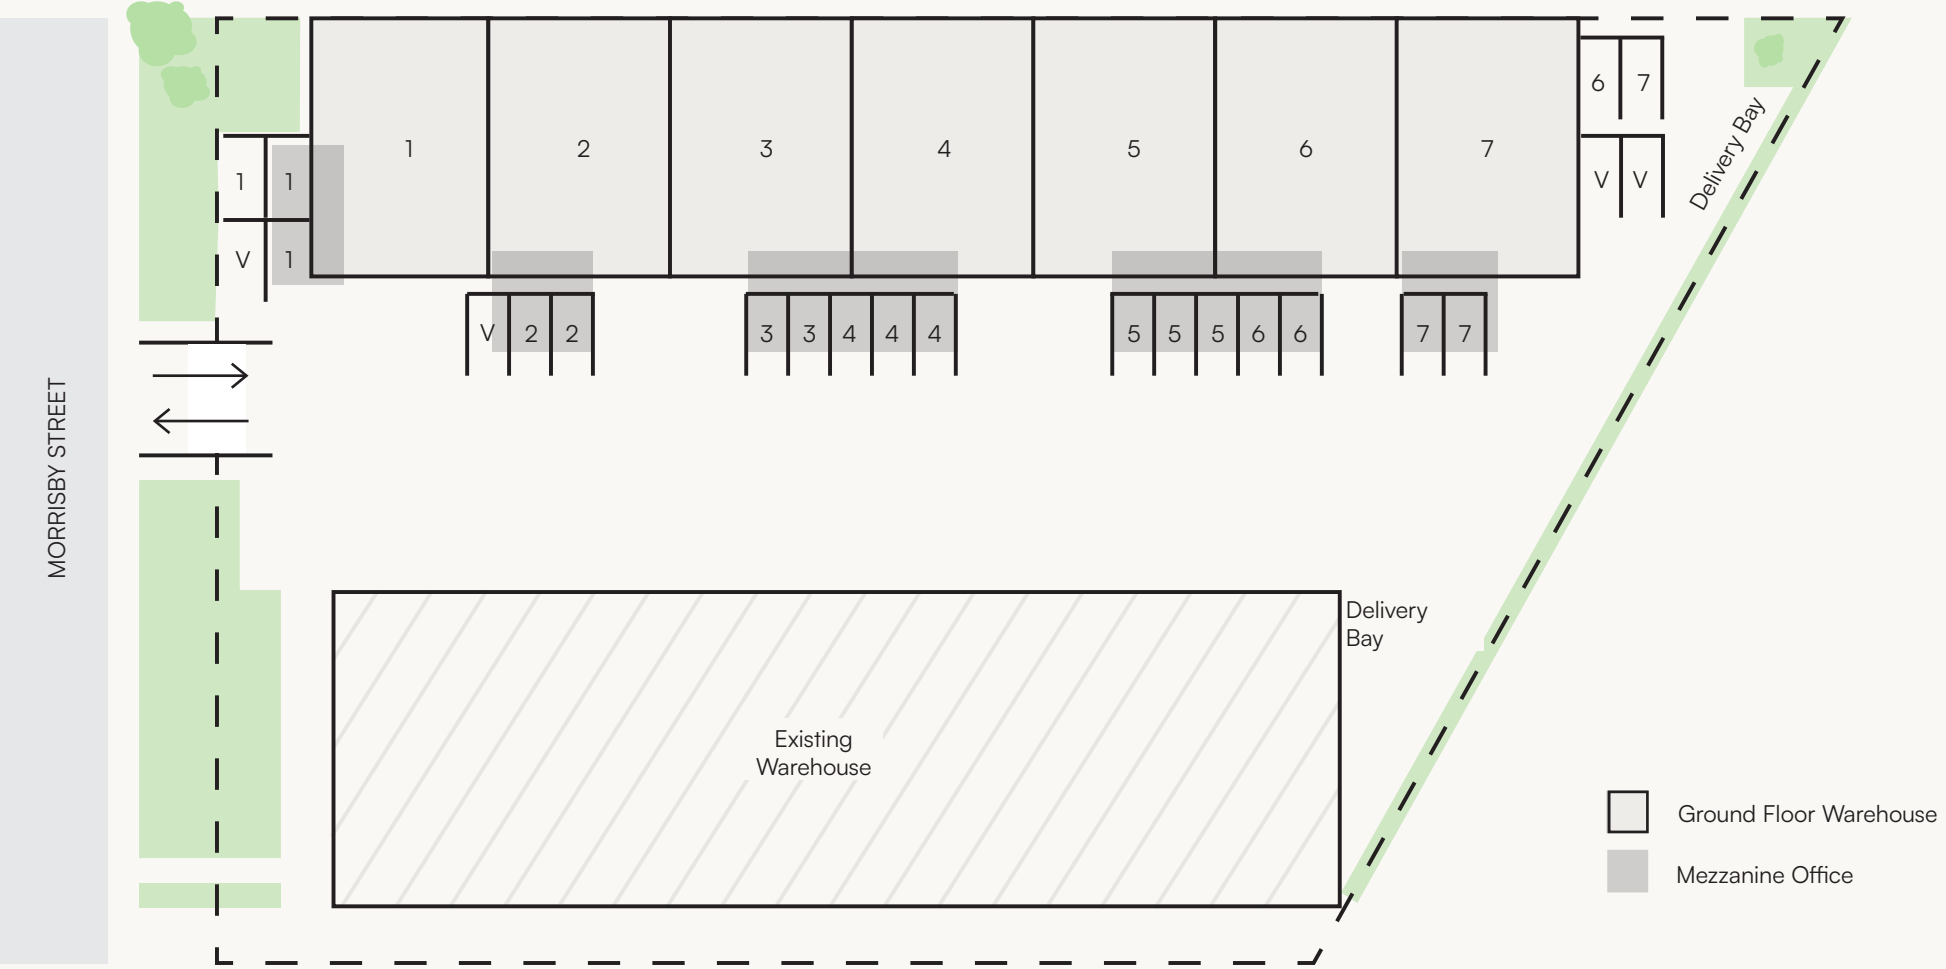 1 2 3 4 5 6 7
6 7
V V
Delivery Bay
1 1
V 1
V 2 2
3 3 4 4 4
5 5 5 6 6
7 7
MORRISBY STREET
Delivery
Bay
Existing
Warehouse
Ground Floor Warehouse
Mezzanine Office